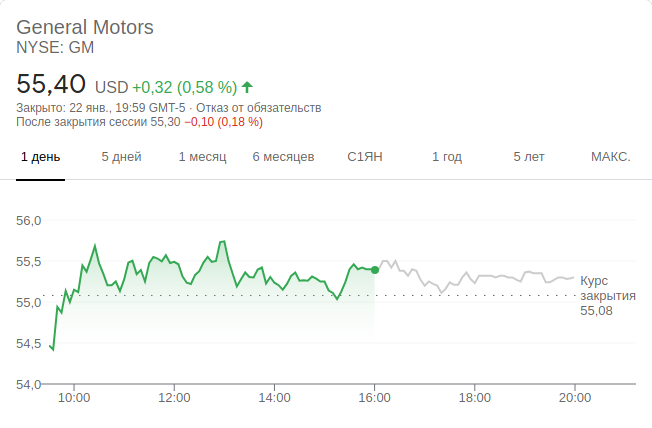 General Motors
NYSE: GM
55,40 USD +0,32 (0,58 %)
Закрыто: 22 янв., 19:59 GMT-5 · Отказ от обязательств
После закрытия сессии 55,30 −0,10 (0,18 %)
1 день 5 дней 1 месяц 6 месяцев С1ЯН 1 год 5 лет МАКС.
56,0
55,5
55,0
54,5
54,0
Курс
закрытия
55,08
10:00 12:00 14:00 16:00 18:00 20:00